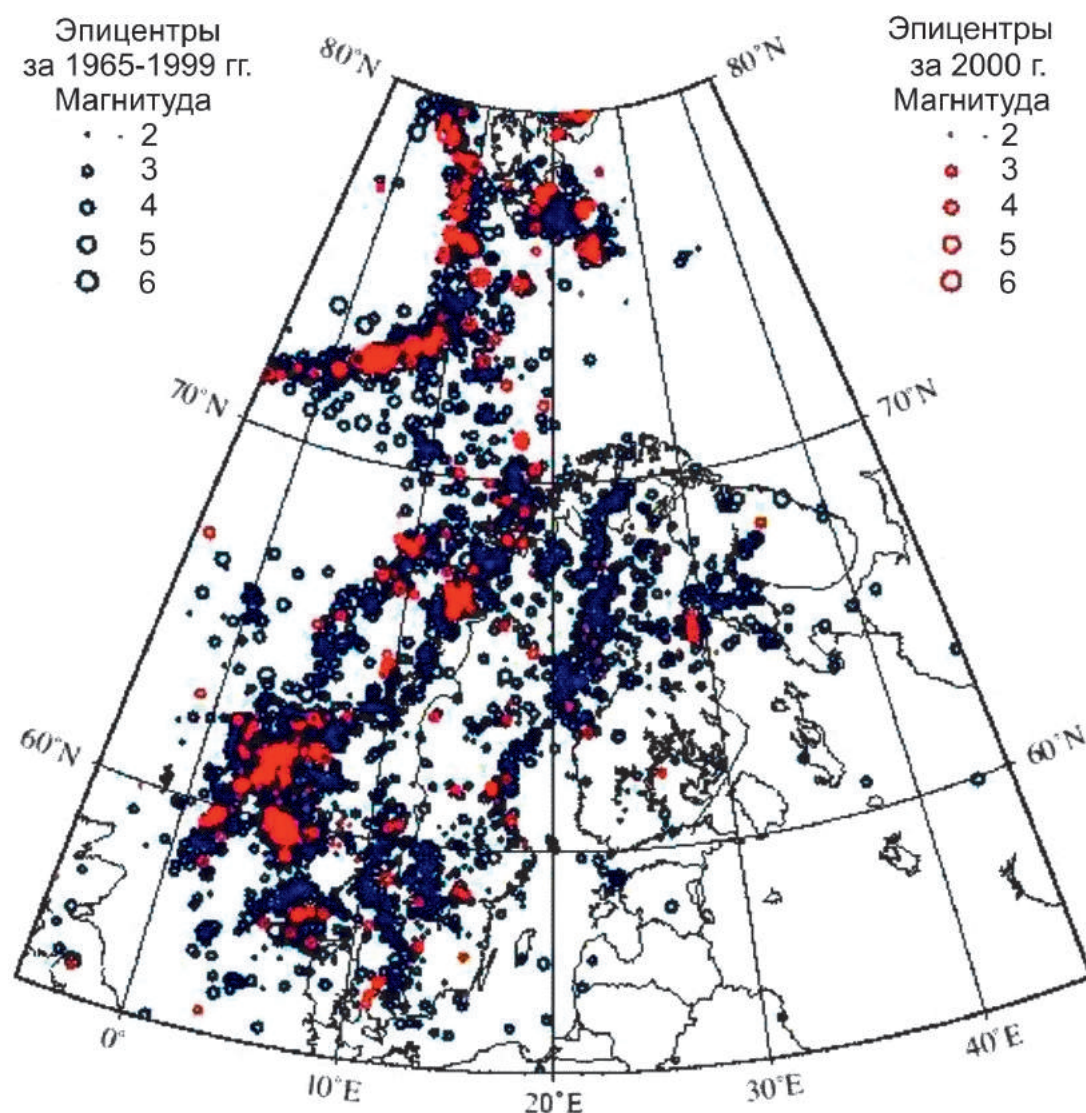 Эпицентры
за 1965-1999 гг.
Магнитуда
2
3
4
5
6
Эпицентры
за 2000 г.
Магнитуда
2
3
4
5
6
80°N
80°N
70°N
70°N
60°N
60°N
0°
10°E
20°E
30°E
40°E